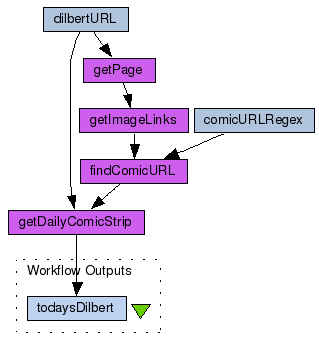 dilbertURL
getPage
getImageLinks
comicURLRegex
findComicURL
getDailyComicStrip
Workflow Outputs
todaysDilbert